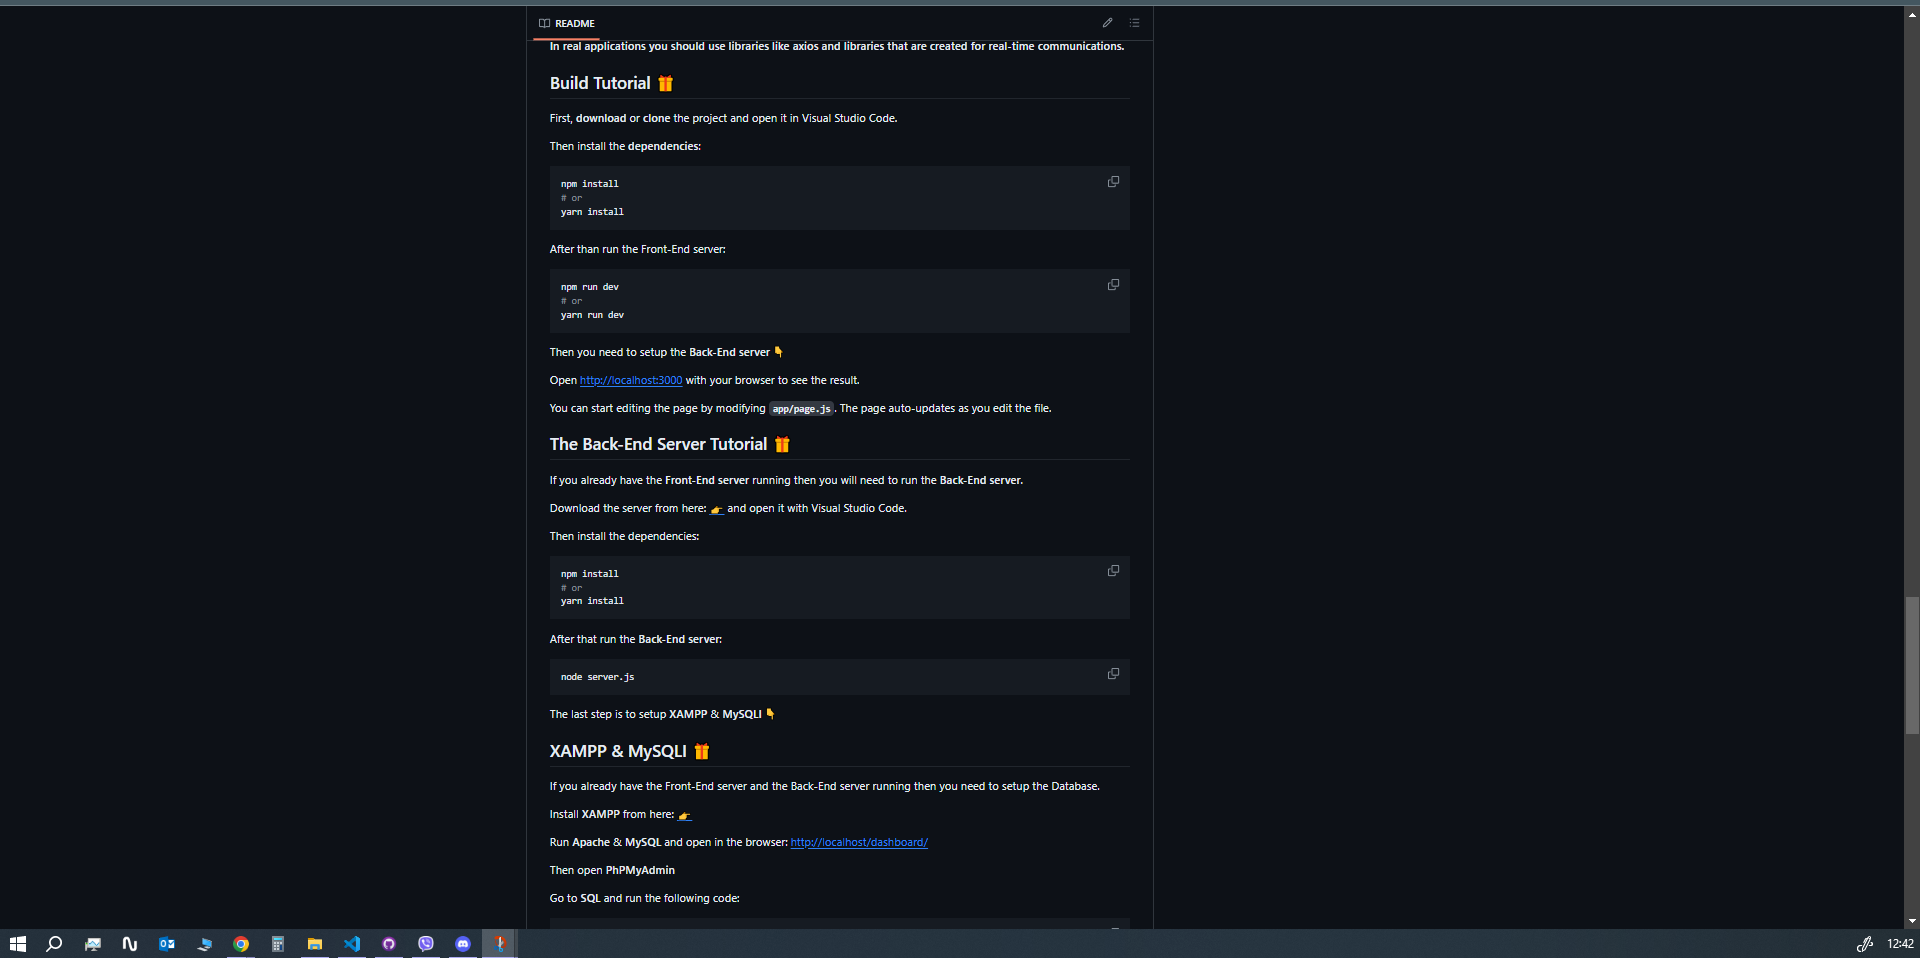 README
In real applications you should use libraries like axios and libraries that are created for real-time communications.
Build Tutorial 🎁
First, download or clone the project and open it in Visual Studio Code.
Then install the dependencies:
npm install
# or
yarn install
After than run the Front-End server:
npm run dev
# or
yarn run dev
Then you need to setup the Back-End server 👇
Open http://localhost:3000 with your browser to see the result.
You can start editing the page by modifying app/page.js. The page auto-updates as you edit the file.
The Back-End Server Tutorial 🎁
If you already have the Front-End server running then you will need to run the Back-End server.
Download the server from here: 👉 and open it with Visual Studio Code.
Then install the dependencies:
npm install
# or
yarn install
After that run the Back-End server:
node server.js
The last step is to setup XAMPP & MySQLI 👇
XAMPP & MySQLI 🎁
If you already have the Front-End server and the Back-End server running then you need to setup the Database.
Install XAMPP from here: 👉
Run Apache & MySQL and open in the browser: http://localhost/dashboard/
Then open PhPMyAdmin
Go to SQL and run the following code:
12:42